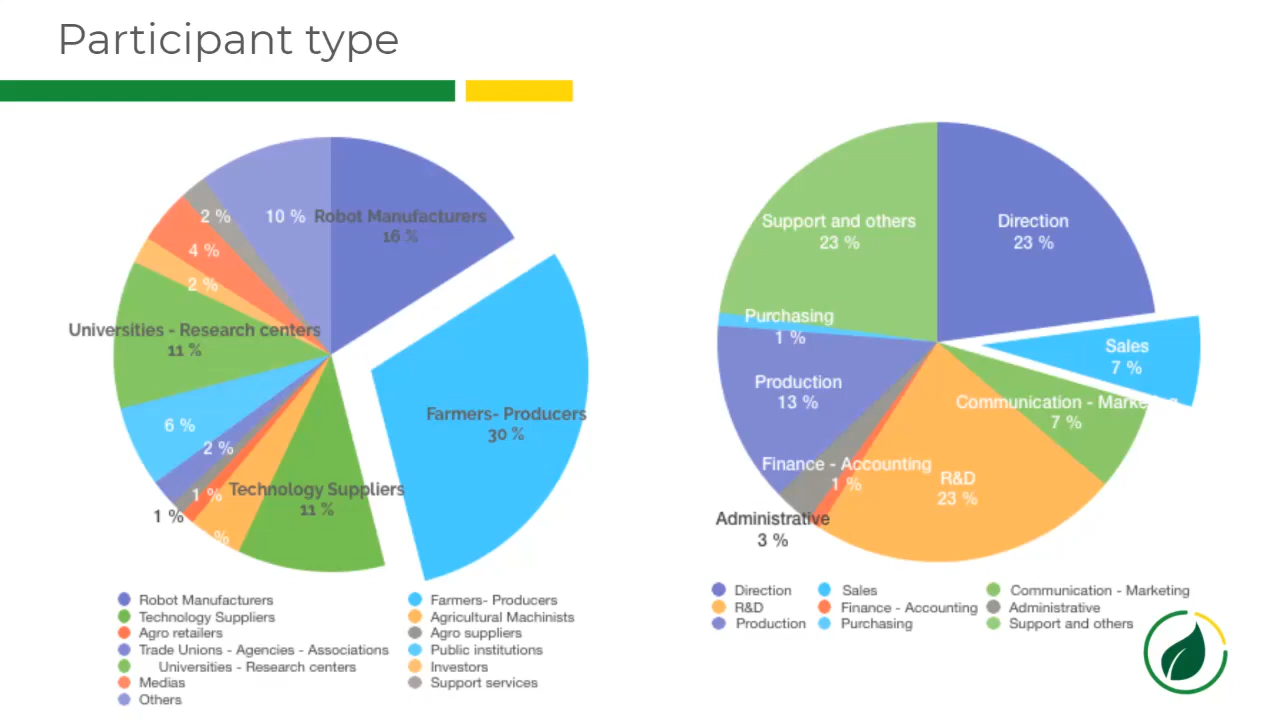 Participant type
2 %
10 %
Robot Manufacturers
16 %
4 %
2 %
Universities - Research centers
11 %
Farmers- Producers
30 %
6 %
2 %
Technology Suppliers
11 %
1 %
1 %
%
Support and others
23 %
Direction
23 %
Purchasing
1 %
Sales
7 %
Production
13 %
Communication - Marketing
7 %
Finance - Accounting
1 %
R&D
23 %
Administrative
3 %
Robot Manufacturers
Farmers- Producers
Technology Suppliers
Agricultural Machinists
Agro retailers
Agro suppliers
Trade Unions - Agencies - Associations
Public institutions
Universities - Research centers
Investors
Medias
Support services
Others
Direction
Sales
Communication - Marketing
R&D
Finance - Accounting
Administrative
Production
Purchasing
Support and others